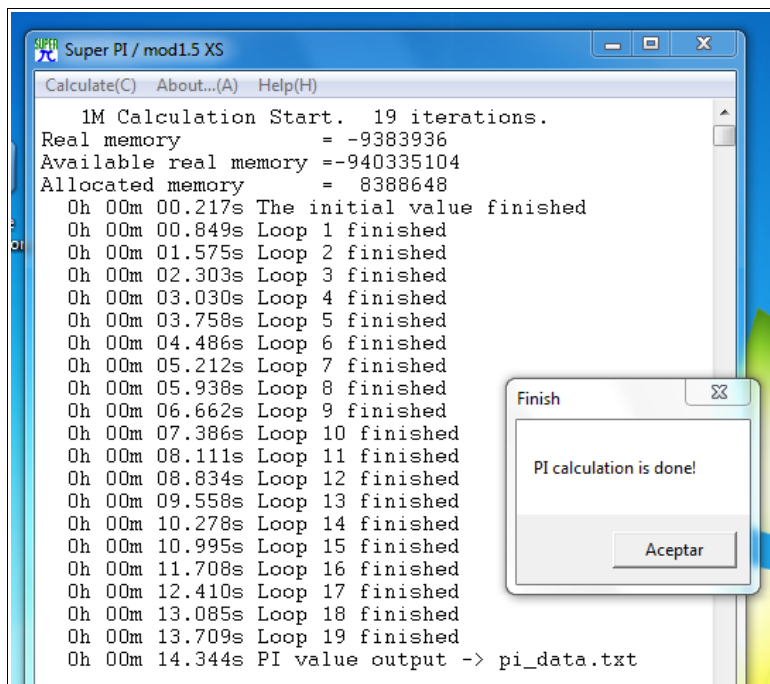 SUPER π Super PI / mod1.5 XS
Calculate(C) About...(A) Help(H)
1M Calculation Start. 19 iterations.
Real memory = -9383936
Available real memory =-940335104
Allocated memory = 8388648
0h 00m 00.217s The initial value finished
0h 00m 00.849s Loop 1 finished
0h 00m 01.575s Loop 2 finished
0h 00m 02.303s Loop 3 finished
0h 00m 03.030s Loop 4 finished
0h 00m 03.758s Loop 5 finished
0h 00m 04.486s Loop 6 finished
0h 00m 05.212s Loop 7 finished
0h 00m 05.938s Loop 8 finished
0h 00m 06.662s Loop 9 finished
0h 00m 07.386s Loop 10 finished
0h 00m 08.111s Loop 11 finished
0h 00m 08.834s Loop 12 finished
0h 00m 09.558s Loop 13 finished
0h 00m 10.278s Loop 14 finished
0h 00m 10.995s Loop 15 finished
0h 00m 11.708s Loop 16 finished
0h 00m 12.410s Loop 17 finished
0h 00m 13.085s Loop 18 finished
0h 00m 13.709s Loop 19 finished
0h 00m 14.344s PI value output -> pi_data.txt
Finish
PI calculation is done!
Aceptar